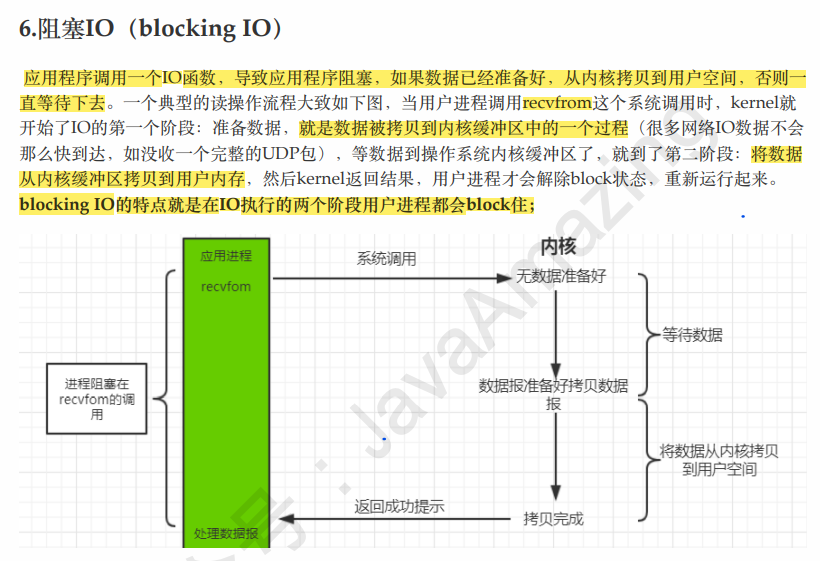 6.阻塞IO（blocking IO）
应用程序调用一个IO函数，导致应用程序阻塞，如果数据已经准备好，从内核拷贝到用户空间，否则一
直等待下去。一个典型的读操作流程大致如下图，当用户进程调用recvfrom这个系统调用时，kernel就
开始了IO的第一个阶段：准备数据，就是数据被拷贝到内核缓冲区中的一个过程（很多网络IO数据不会
那么快到达，如没收一个完整的UDP包），等数据到操作系统内核缓冲区了，就到了第二阶段：将数据
从内核缓冲区拷贝到用户内存，然后kernel返回结果，用户进程才会解除block状态，重新运行起来。
blocking IO的特点就是在IO执行的两个阶段用户进程都会block住；
应用进程
recvfom
系统调用
内核
无数据准备好
等待数据
进程阻塞在
recvfom的调
用
数据报准备好拷贝数据
报
将数据从内核拷贝
到用户空间
返回成功提示
拷贝完成
处理数据报
号：JavaAmazing